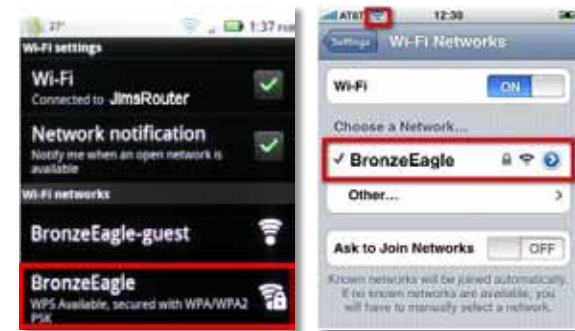 27° 1:37 PM
Wi-Fi settings
Wi-Fi
Connected to JimsRouter
Network notification
Notify me when an open network is
available
Wi-Fi networks
BronzeEagle-guest
BronzeEagle
WPS Available, secured with WPA/WPA2
PSK
AT&T 12:30
Settings Wi-Fi Networks
Wi-Fi ON
Choose a Network...
BronzeEagle
Other...
Ask to Join Networks OFF
Known networks will be joined automatically.
If no known networks are available, you
will have to manually select a network.